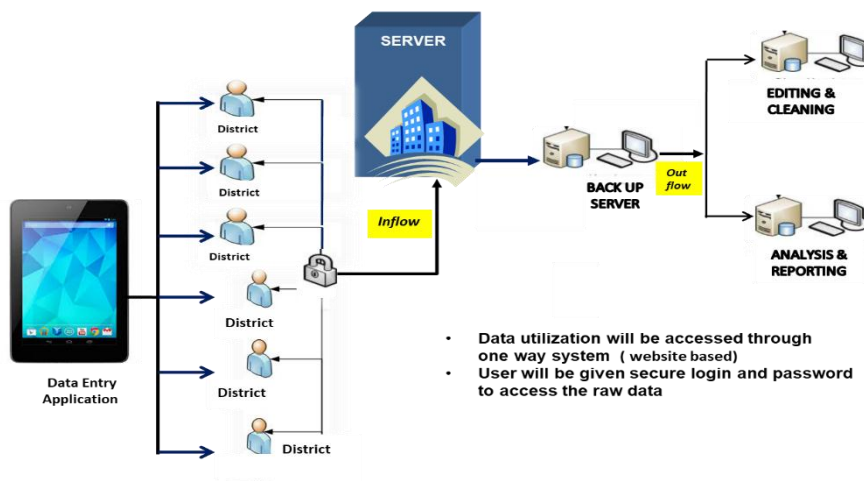 SERVER
District
District
District
District
District
District
Data Entry
Application
Inflow
BACK UP
SERVER
Out
flow
EDITING &
CLEANING
ANALYSIS &
REPORTING
• Data utilization will be accessed through
one way system ( website based)
• User will be given secure login and password
to access the raw data